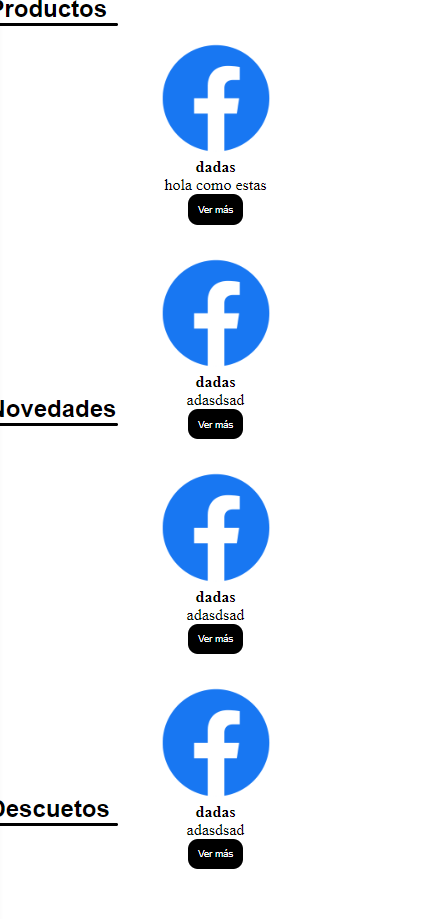 Productos
dadas
hola como estas
Ver más
dadas
adasdsad
Novedades
Ver más
dadas
adasdsad
Ver más
Descuetos
dadas
adasdsad
Ver más